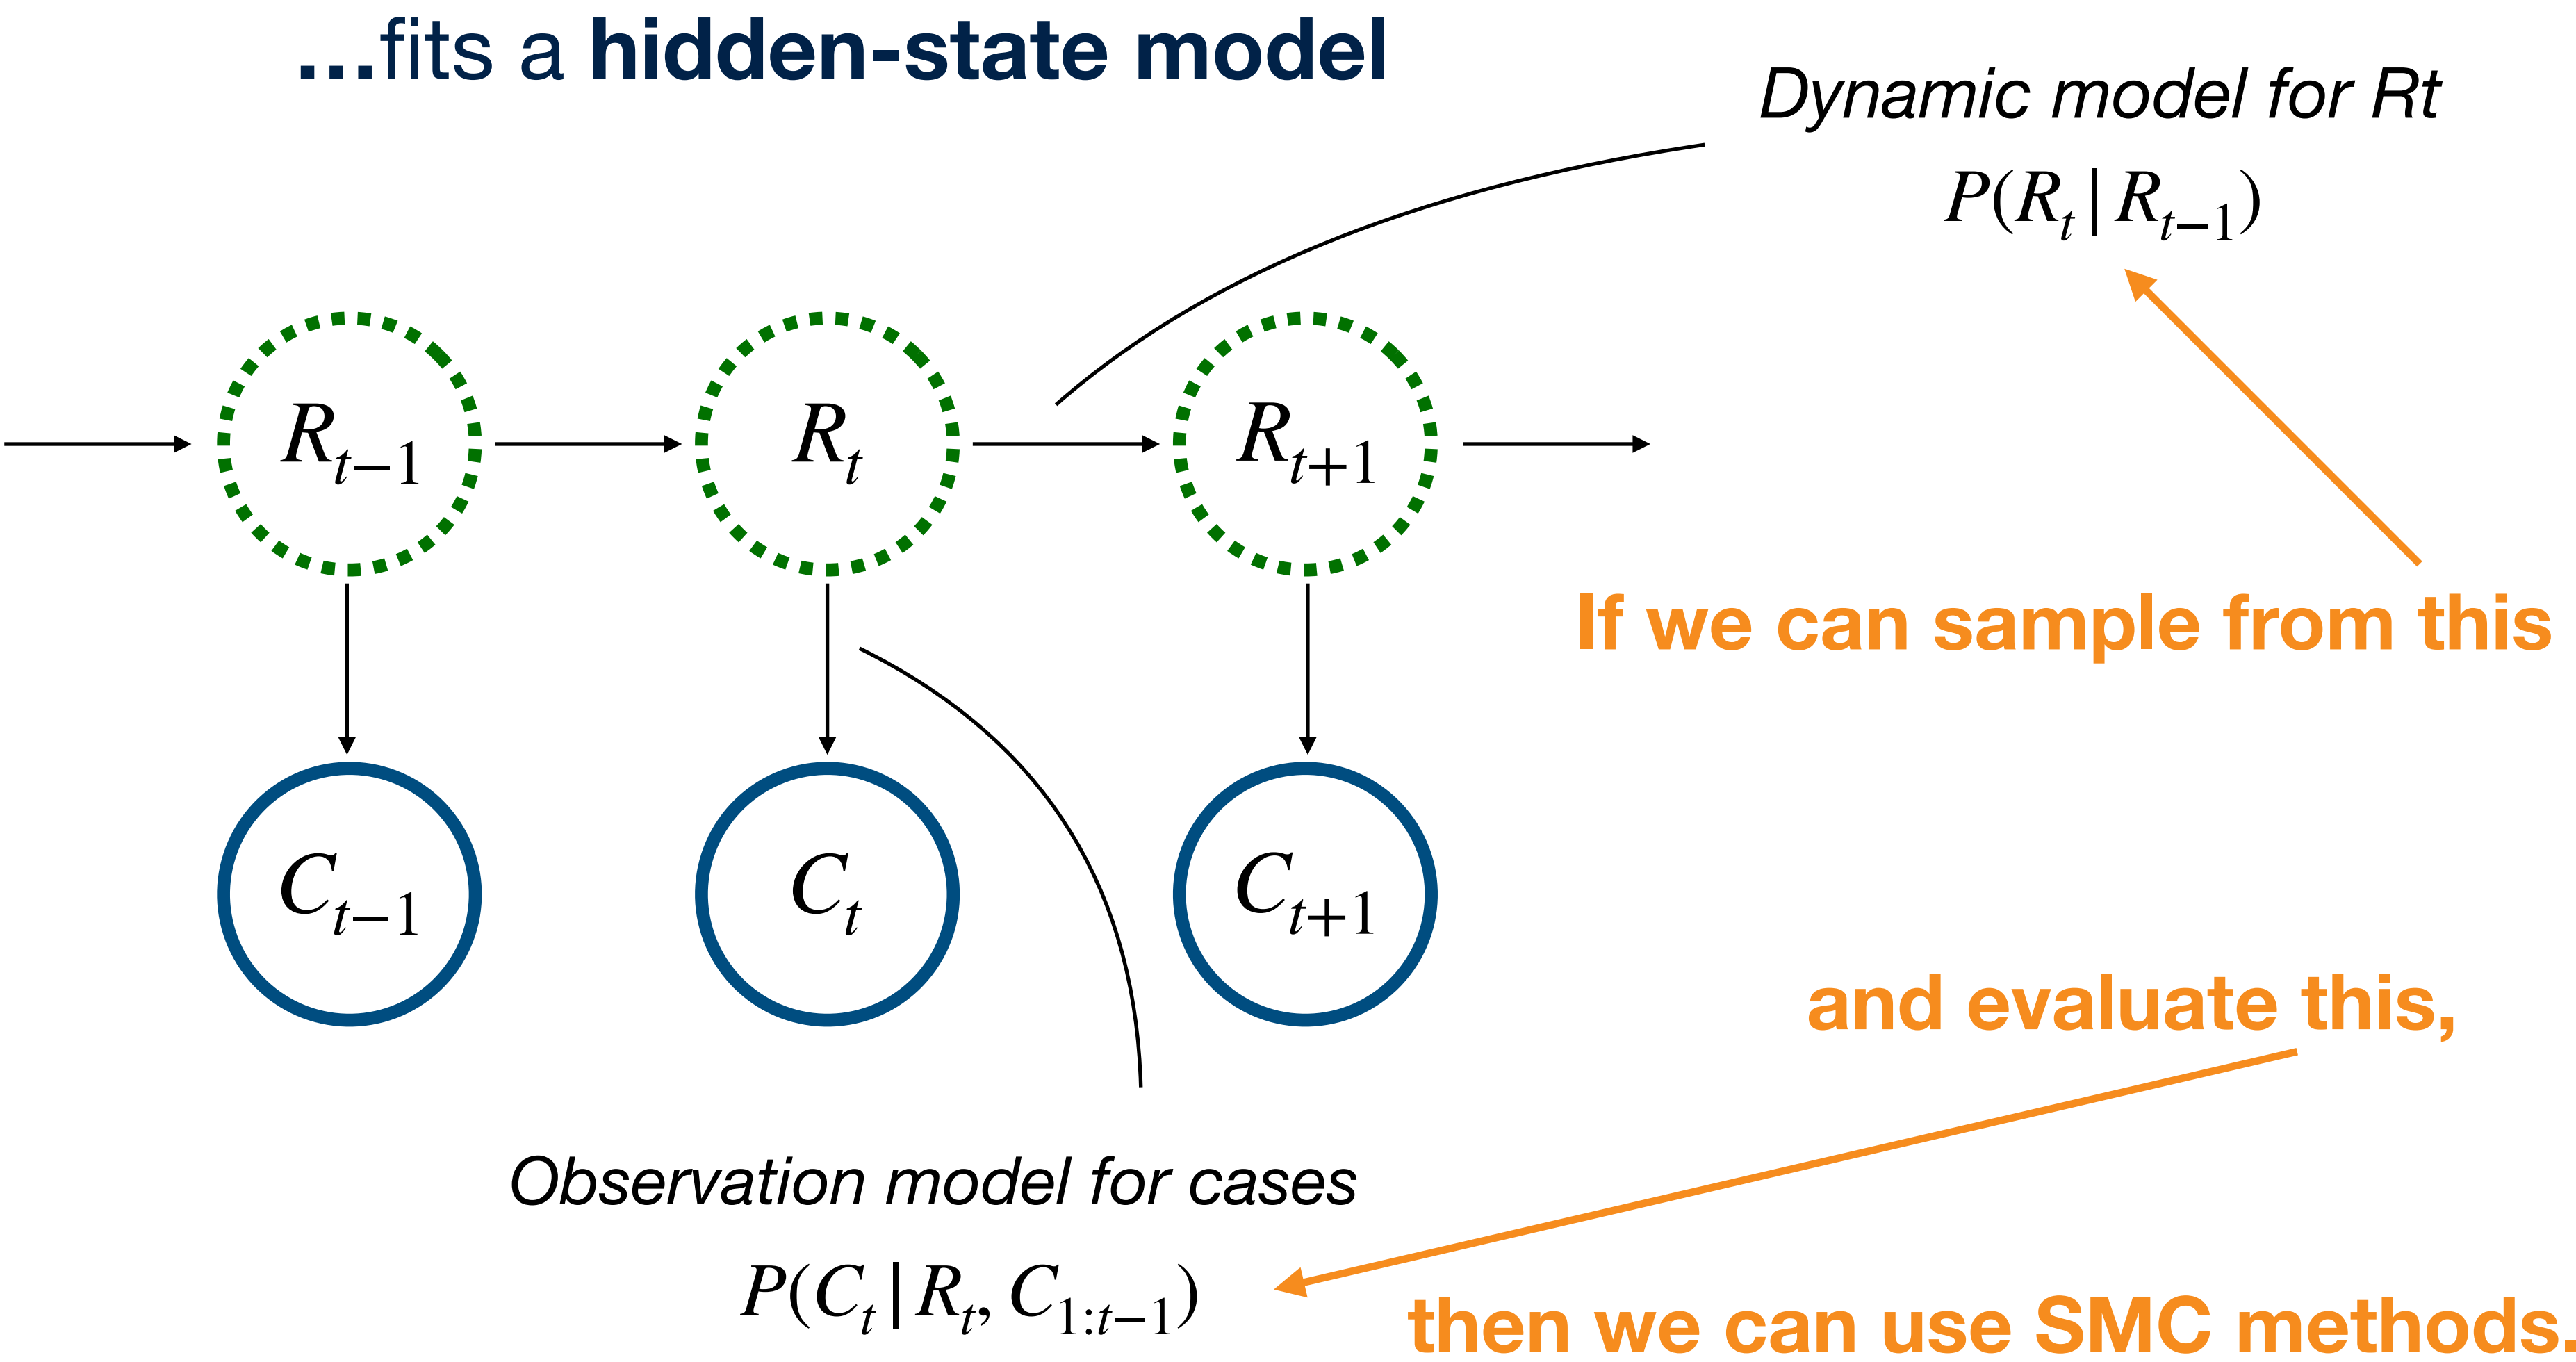 ...fits a hidden-state model
Dynamic model for Rt
P(R_t | R_{t−1})
R_{t−1}
R_t
R_{t+1}
If we can sample from this
C_{t−1}
C_t
C_{t+1}
and evaluate this,
Observation model for cases
P(C_t | R_t, C_{1:t−1})
then we can use SMC methods.